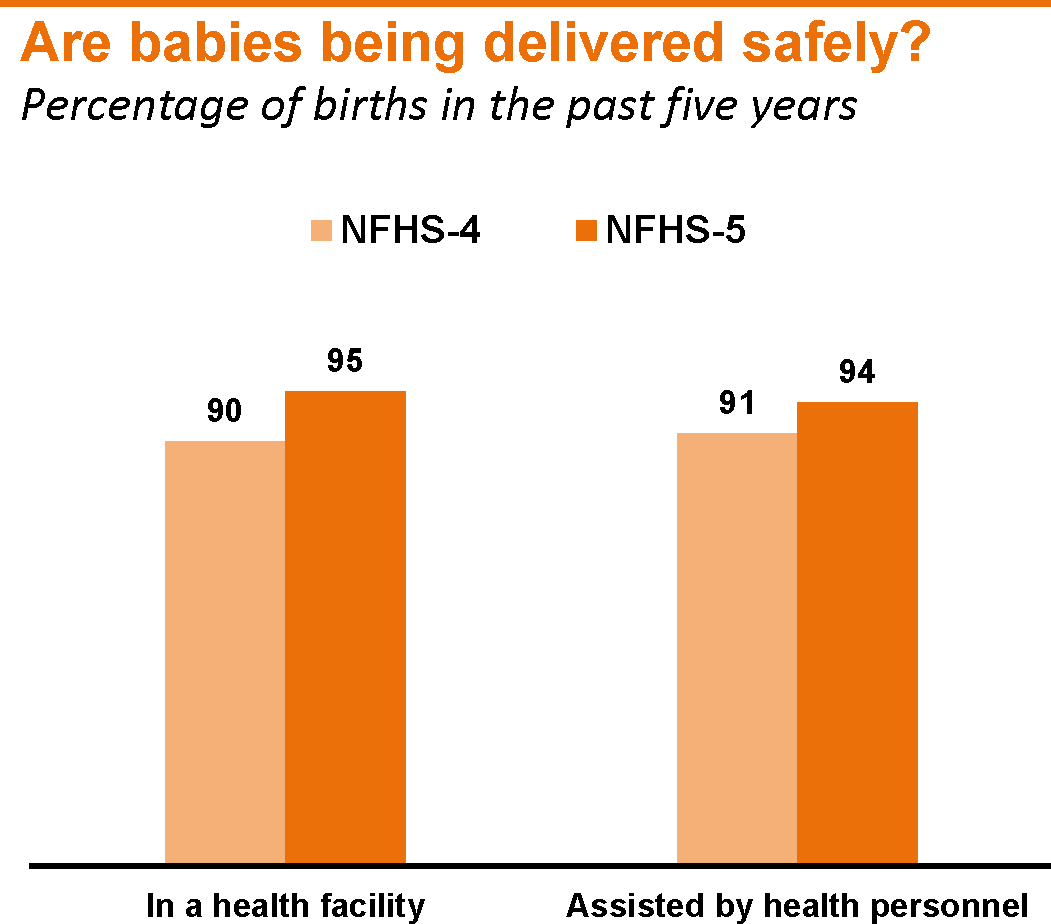 Are babies being delivered safely?
Percentage of births in the past five years
NFHS-4 NFHS-5
90 95 91 94
In a health facility Assisted by health personnel